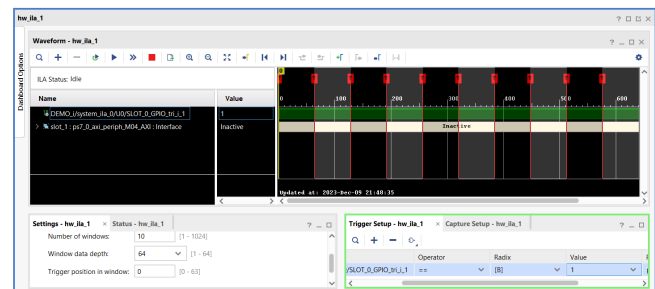 hw_ila_1
Dashboard Options
Waveform - hw_ila_1
ILA Status: Idle
Name Value
0 100 200 300 400 500 600
DEMO_i/system_ila_0/U0/SLOT_0_GPIO_tri_i_1 1
slot_1 : ps7_0_axi_periph_M04_AXI : Interface Inactive Inactive
Updated at: 2023-Dec-09 21:48:35
Settings - hw_ila_1 × Status - hw_ila_1
Number of windows: 10 [1 - 1024]
Window data depth: 64 [1 - 64]
Trigger position in window: 0 [0 - 63]
Trigger Setup - hw_ila_1 × Capture Setup - hw_ila_1
Operator Radix Value
/SLOT_0_GPIO_tri_i_1 == [B] 1